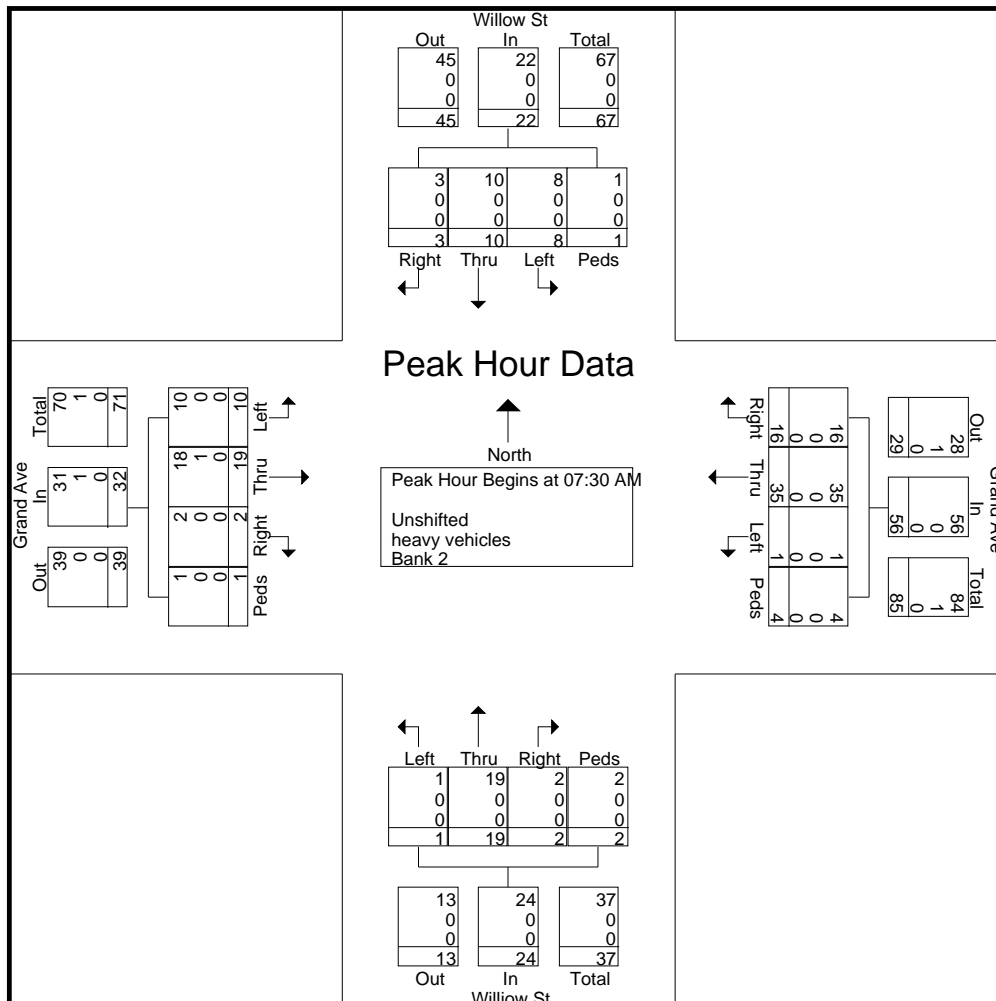 Willow St
Out In Total
45 22 67
0 0 0
0 0 0
45 22 67
3 10 8 1
0 0 0 0
0 0 0 0
3 10 8 1
Right Thru Left Peds
Peak Hour Data
North
Peak Hour Begins at 07:30 AM
Unshifted
heavy vehicles
Bank 2
Grand Ave
Out In Total
39 31 70
0 1 1
0 0 0
39 32 71
Peds Right Thru Left
1 2 18 10
0 0 1 0
0 0 0 0
1 2 19 10
Grand Ave
Out In Total
28 56 84
1 0 1
0 0 0
29 56 85
Right Thru Left Peds
16 35 1 4
0 0 0 0
0 0 0 0
16 35 1 4
Left Thru Right Peds
1 19 2 2
0 0 0 0
0 0 0 0
1 19 2 2
13 24 37
0 0 0
0 0 0
13 24 37
Out In Total
Williow St